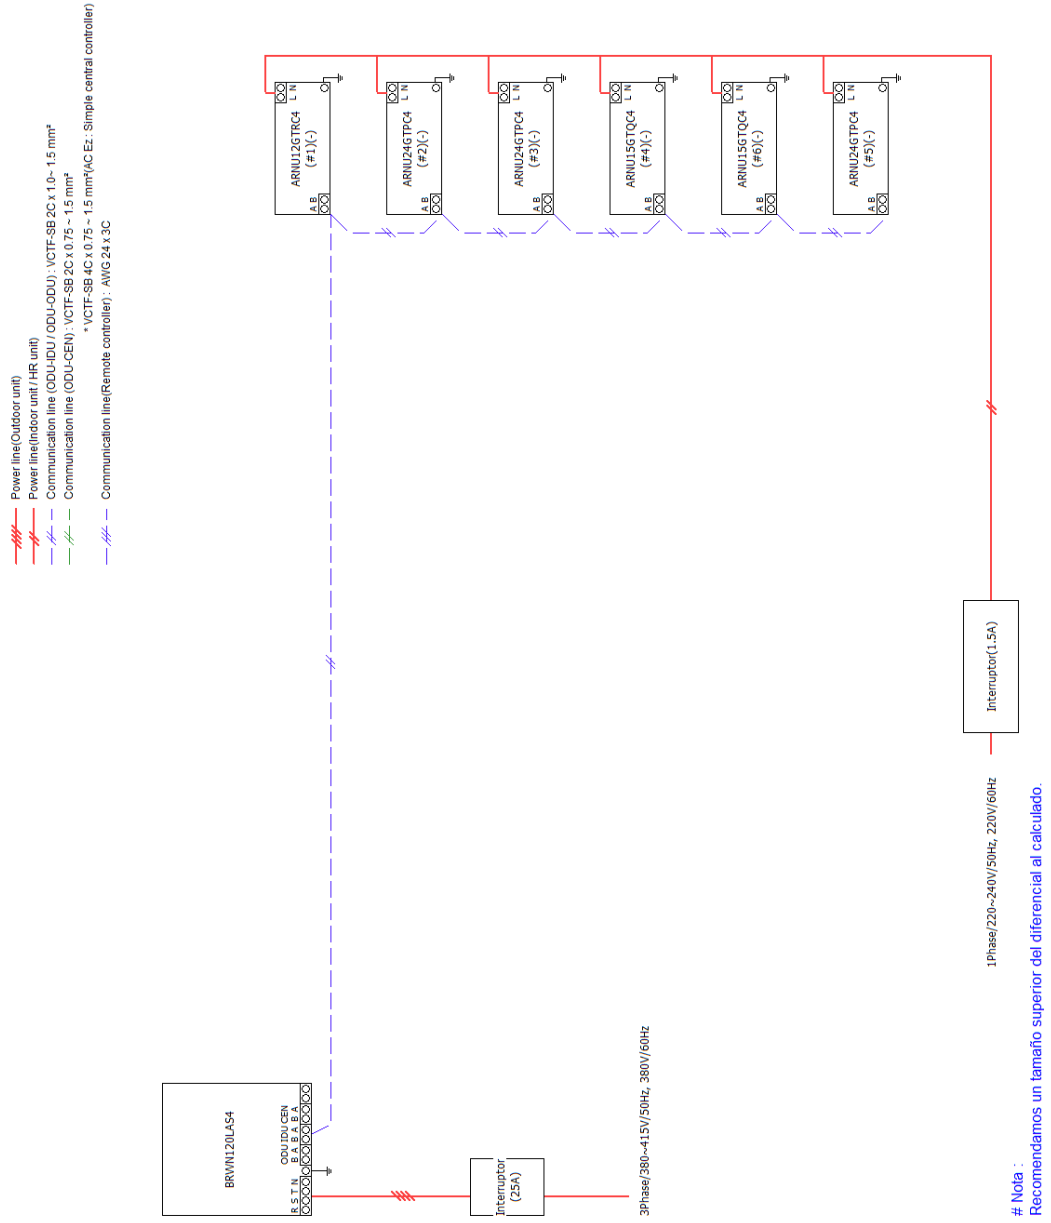 Power line(Outdoor unit)
Power line(Indoor unit / HR unit)
Communication line (ODU-IDU / ODU-ODU) : VCTF-SB 2C x 1.0~ 1.5 mm²
Communication line (ODU-CEN) : VCTF-SB 2C x 0.75 ~ 1.5 mm²
* VCTF-SB 4C x 0.75 ~ 1.5 mm²(AC Ez : Simple central controller)
Communication line(Remote controller) : AWG 24 x 3C
L N
ARNU12GTRC4
(#1)(-)
A B
L N
ARNU24GTPC4
(#2)(-)
A B
L N
ARNU24GTPC4
(#3)(-)
A B
L N
ARNU15GTQC4
(#4)(-)
A B
L N
ARNU15GTQC4
(#6)(-)
A B
L N
ARNU24GTPC4
(#5)(-)
A B
Interruptor(1.5A)
1Phase/220~240V/50Hz, 220V/60Hz
BRWN120LAS4
ODU IDU CEN
B A B A B A
R S T N
Interruptor
(25A)
3Phase/380~415V/50Hz, 380V/60Hz
# Nota :
Recomendamos un tamaño superior del diferencial al calculado.